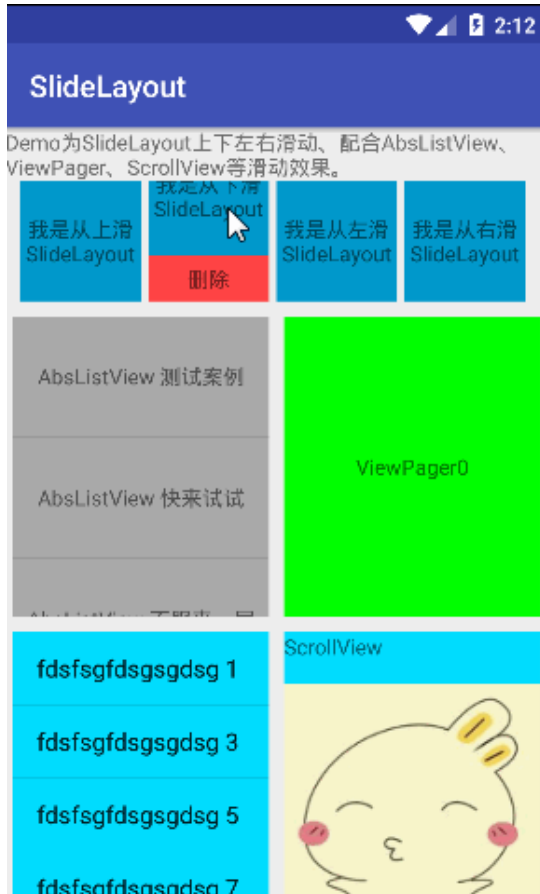 2:12
SlideLayout
Demo为SlideLayout上下左右滑动、配合AbsListView、
ViewPager、ScrollView等滑动效果。
我是从上滑
SlideLayout
我是从下滑
SlideLayout
删除
我是从左滑
SlideLayout
我是从右滑
SlideLayout
AbsListView 测试案例
AbsListView 快来试试
AbsListView
ViewPager0
fdsfsgfdsgsgdsg 1
fdsfsgfdsgsgdsg 3
fdsfsgfdsgsgdsg 5
fdsfsgfdsgsgdsg 7
ScrollView